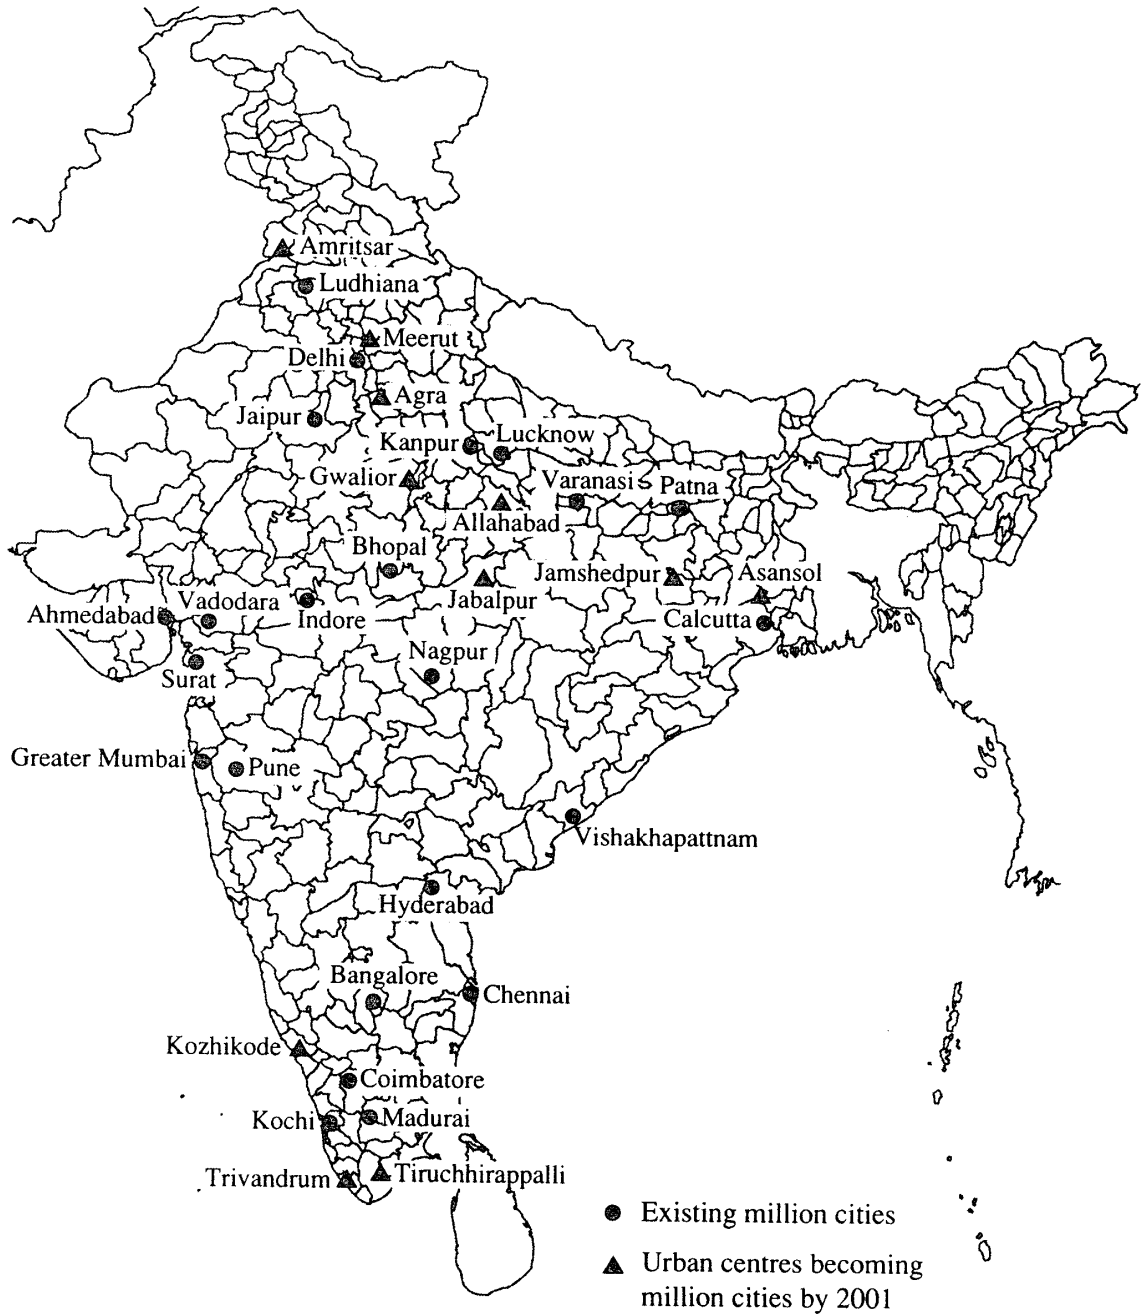 Amritsar
Ludhiana
Meerut
Delhi
Agra
Jaipur
Kanpur
Lucknow
Gwalior
Varanasi
Patna
Allahabad
Bhopal
Jamshedpur
Asansol
Jabalpur
Vadodara
Ahmedabad
Indore
Calcutta
Nagpur
Surat
Greater Mumbai
Pune
Vishakhapattnam
Hyderabad
Bangalore
Chennai
Kozhikode
Coimbatore
Kochi
Madurai
Trivandrum
Tiruchhirappalli
Existing million cities
Urban centres becoming
million cities by 2001